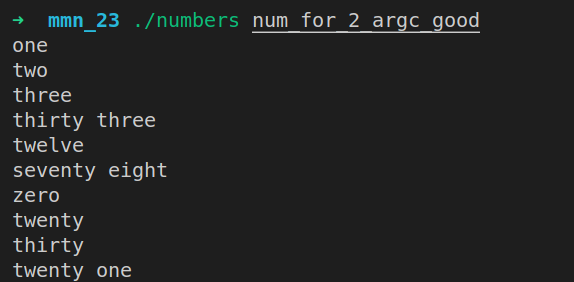 ➜ mmn_23 ./numbers num_for_2_argc_good
one
two
three
thirty three
twelve
seventy eight
zero
twenty
thirty
twenty one